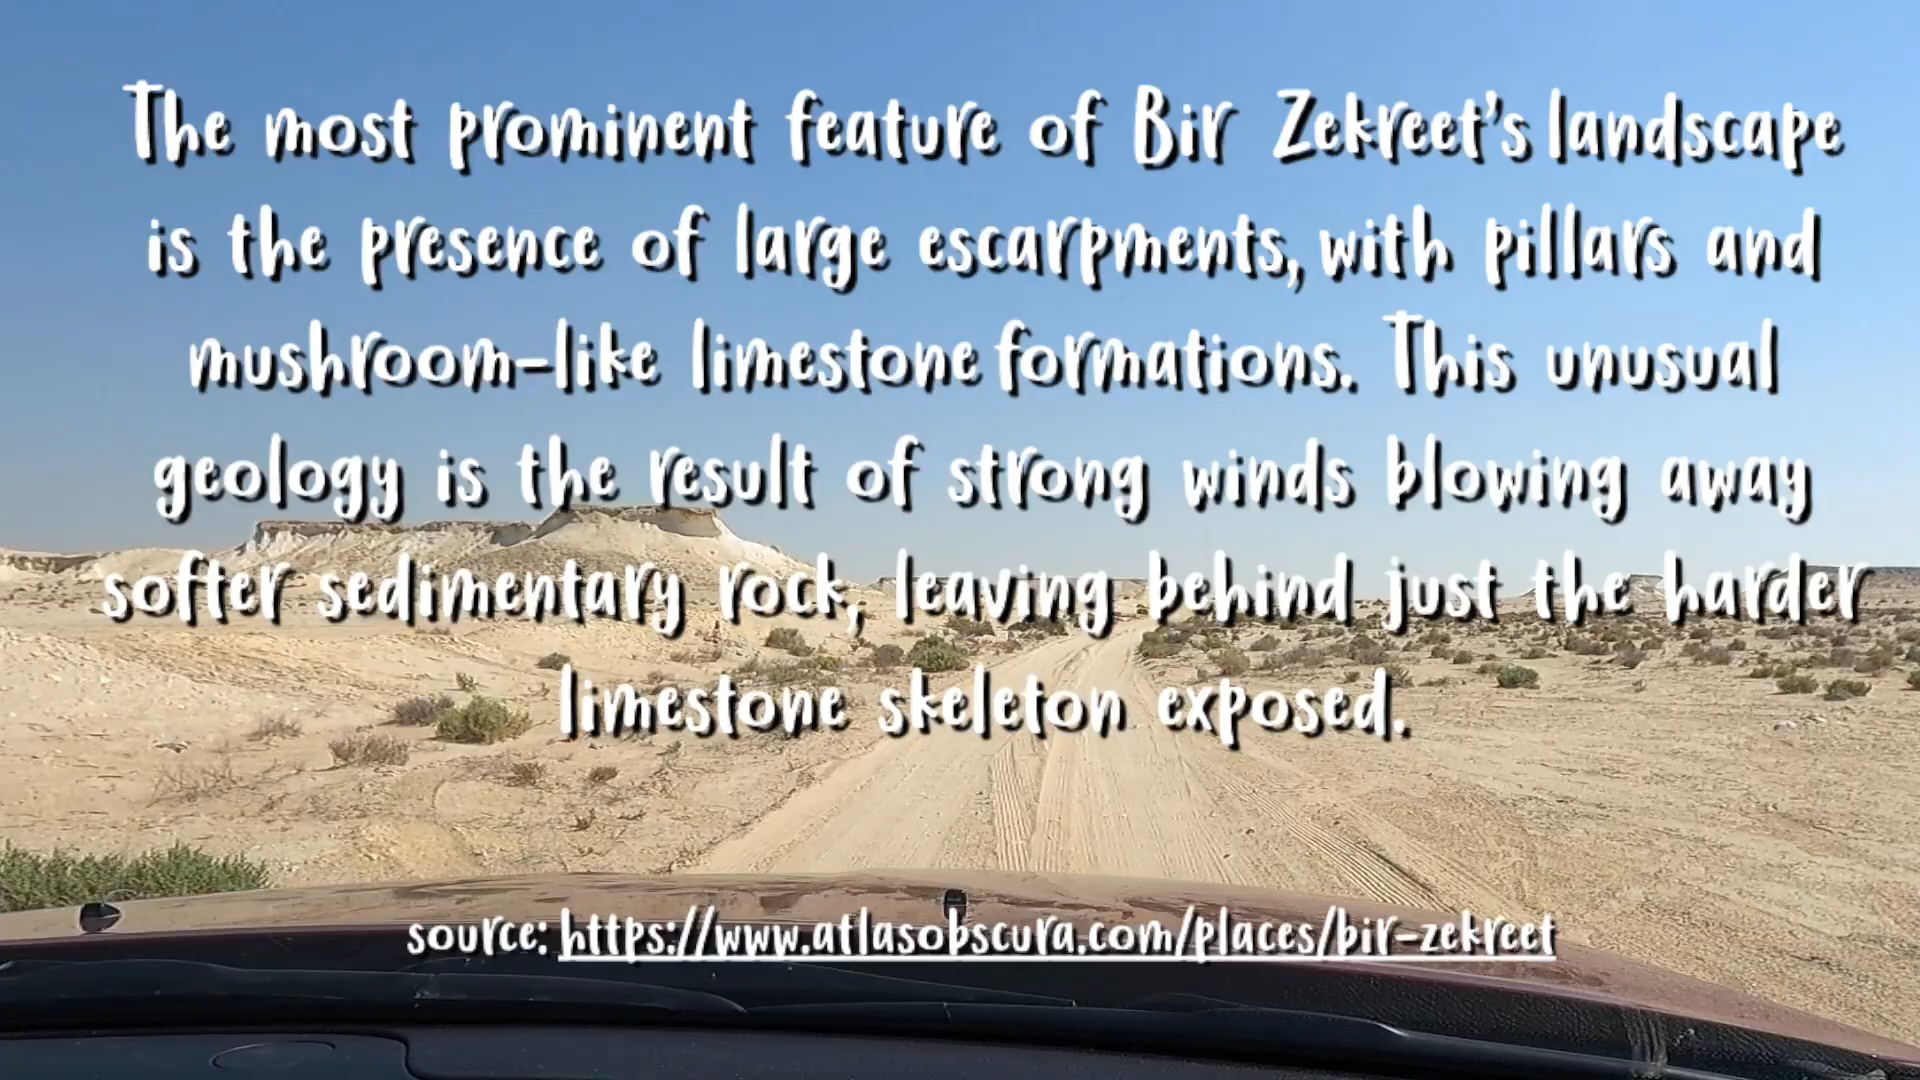 The most prominent feature of Bir Zekreet's landscape
is the presence of large escarpments, with pillars and
mushroom-like limestone formations. This unusual
geology is the result of strong winds blowing away
softer sedimentary rock, leaving behind just the harder
limestone skeleton exposed.
source: https://www.atlasobscura.com/places/bir-zekreet